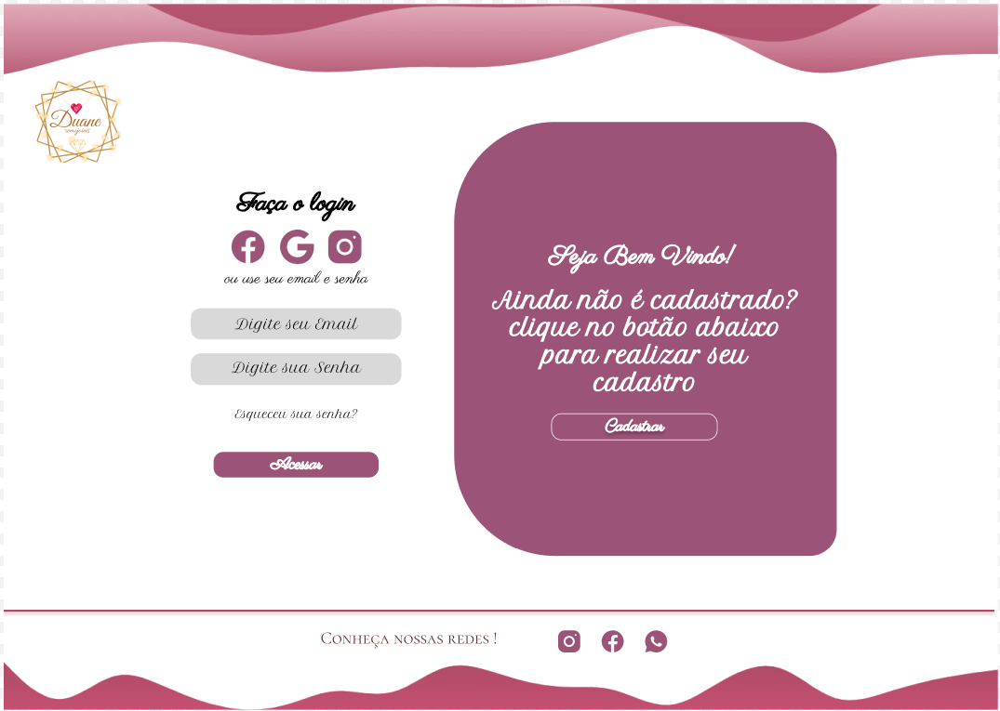 Duane
semijoias
Faça o login
ou use seu email e senha
Digite seu Email
Digite sua Senha
Esqueceu sua senha?
Acessar
Seja Bem Vindo!
Ainda não é cadastrado?
clique no botão abaixo
para realizar seu
cadastro
Cadastrar
Conheça nossas redes !